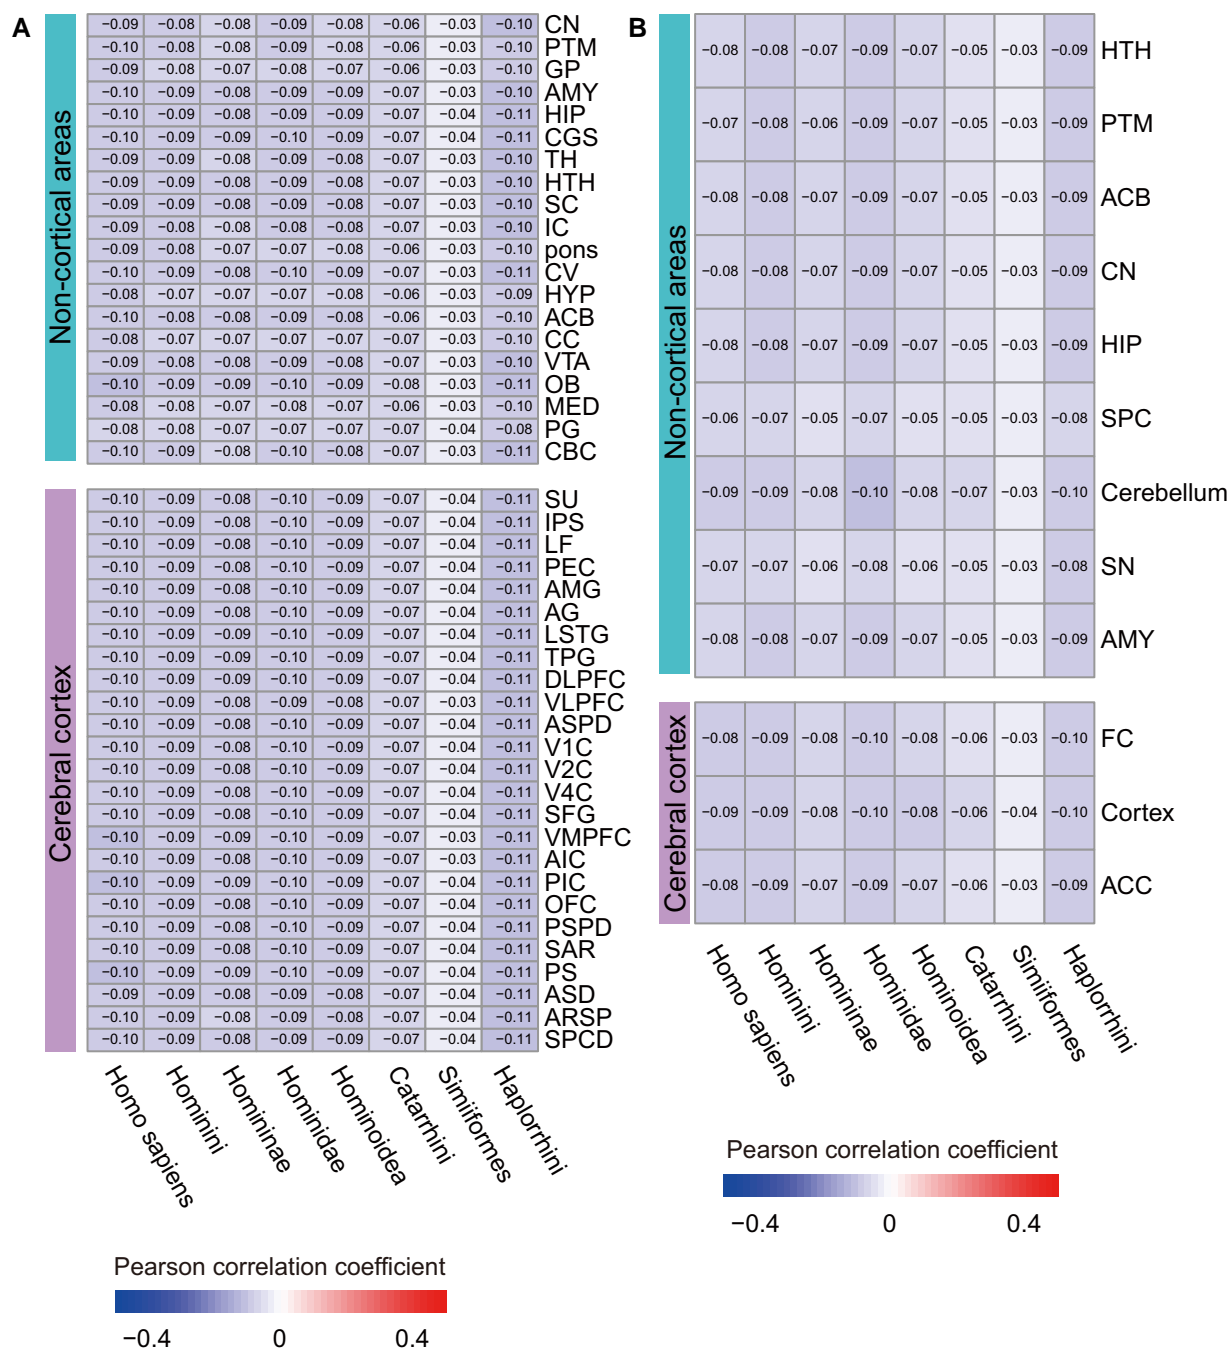 A
Non-cortical areas
−0.09 −0.08 −0.08 −0.09 −0.08 −0.06 −0.03 −0.10 CN
−0.10 −0.08 −0.08 −0.09 −0.08 −0.06 −0.03 −0.10 PTM
−0.09 −0.08 −0.07 −0.08 −0.07 −0.06 −0.03 −0.10 GP
−0.10 −0.09 −0.08 −0.09 −0.09 −0.07 −0.03 −0.10 AMY
−0.10 −0.09 −0.08 −0.09 −0.08 −0.07 −0.04 −0.11 HIP
−0.10 −0.09 −0.09 −0.10 −0.09 −0.07 −0.04 −0.11 CGS
−0.09 −0.09 −0.08 −0.09 −0.08 −0.07 −0.03 −0.10 TH
−0.09 −0.09 −0.08 −0.09 −0.08 −0.07 −0.03 −0.10 HTH
−0.09 −0.09 −0.08 −0.09 −0.08 −0.07 −0.03 −0.10 SC
−0.09 −0.08 −0.08 −0.08 −0.08 −0.07 −0.03 −0.10 IC
−0.09 −0.08 −0.07 −0.07 −0.08 −0.06 −0.03 −0.10 pons
−0.10 −0.09 −0.08 −0.10 −0.09 −0.07 −0.03 −0.11 CV
−0.08 −0.07 −0.07 −0.07 −0.08 −0.06 −0.03 −0.09 HYP
−0.10 −0.08 −0.08 −0.09 −0.08 −0.06 −0.03 −0.10 ACB
−0.08 −0.07 −0.07 −0.07 −0.08 −0.07 −0.03 −0.10 CC
−0.09 −0.08 −0.08 −0.09 −0.08 −0.07 −0.03 −0.10 VTA
−0.10 −0.09 −0.09 −0.10 −0.09 −0.08 −0.03 −0.11 OB
−0.08 −0.08 −0.07 −0.08 −0.07 −0.06 −0.03 −0.10 MED
−0.08 −0.08 −0.07 −0.07 −0.07 −0.07 −0.04 −0.08 PG
−0.10 −0.09 −0.08 −0.10 −0.08 −0.07 −0.03 −0.11 CBC
Cerebral cortex
−0.10 −0.09 −0.08 −0.10 −0.09 −0.07 −0.04 −0.11 SU
−0.10 −0.09 −0.08 −0.10 −0.09 −0.07 −0.04 −0.11 IPS
−0.10 −0.09 −0.08 −0.10 −0.09 −0.07 −0.04 −0.11 LF
−0.10 −0.09 −0.08 −0.10 −0.09 −0.07 −0.04 −0.11 PEC
−0.10 −0.09 −0.08 −0.10 −0.09 −0.07 −0.04 −0.11 AMG
−0.10 −0.09 −0.08 −0.10 −0.09 −0.07 −0.04 −0.11 AG
−0.10 −0.09 −0.09 −0.10 −0.09 −0.07 −0.04 −0.11 LSTG
−0.10 −0.09 −0.09 −0.10 −0.09 −0.07 −0.04 −0.11 TPG
−0.10 −0.09 −0.08 −0.10 −0.09 −0.07 −0.04 −0.11 DLPFC
−0.10 −0.09 −0.08 −0.09 −0.08 −0.07 −0.03 −0.11 VLPFC
−0.10 −0.09 −0.08 −0.10 −0.09 −0.07 −0.04 −0.11 ASPD
−0.10 −0.09 −0.08 −0.10 −0.09 −0.07 −0.04 −0.11 V1C
−0.10 −0.09 −0.08 −0.10 −0.09 −0.07 −0.04 −0.11 V2C
−0.10 −0.09 −0.08 −0.10 −0.09 −0.07 −0.04 −0.11 V4C
−0.10 −0.09 −0.08 −0.10 −0.09 −0.07 −0.04 −0.11 SFG
−0.10 −0.09 −0.09 −0.10 −0.09 −0.07 −0.03 −0.11 VMPFC
−0.10 −0.09 −0.08 −0.10 −0.09 −0.07 −0.03 −0.11 AIC
−0.10 −0.09 −0.09 −0.10 −0.09 −0.07 −0.04 −0.11 PIC
−0.10 −0.09 −0.08 −0.10 −0.09 −0.07 −0.04 −0.11 OFC
−0.10 −0.09 −0.09 −0.10 −0.09 −0.07 −0.04 −0.11 PSPD
−0.10 −0.09 −0.08 −0.10 −0.09 −0.07 −0.04 −0.11 SAR
−0.10 −0.09 −0.09 −0.10 −0.09 −0.07 −0.04 −0.11 PS
−0.09 −0.09 −0.08 −0.09 −0.08 −0.07 −0.04 −0.11 ASD
−0.10 −0.09 −0.08 −0.09 −0.08 −0.07 −0.04 −0.11 ARSP
−0.10 −0.09 −0.08 −0.09 −0.09 −0.07 −0.04 −0.11 SPCD
Homo sapiens
Hominini
Homininae
Hominidae
Hominoidea
Catarrhini
Simiiformes
Haplorrhini
Pearson correlation coefficient
−0.4 0 0.4
B
Non-cortical areas
−0.08 −0.08 −0.07 −0.09 −0.07 −0.05 −0.03 −0.09 HTH
−0.07 −0.08 −0.06 −0.09 −0.07 −0.05 −0.03 −0.09 PTM
−0.08 −0.08 −0.07 −0.09 −0.07 −0.05 −0.03 −0.09 ACB
−0.08 −0.08 −0.07 −0.09 −0.07 −0.05 −0.03 −0.09 CN
−0.08 −0.08 −0.07 −0.09 −0.07 −0.05 −0.03 −0.09 HIP
−0.06 −0.07 −0.05 −0.07 −0.05 −0.05 −0.03 −0.08 SPC
−0.09 −0.09 −0.08 −0.10 −0.08 −0.07 −0.03 −0.10 Cerebellum
−0.07 −0.07 −0.06 −0.08 −0.06 −0.05 −0.03 −0.08 SN
−0.08 −0.08 −0.07 −0.09 −0.07 −0.05 −0.03 −0.09 AMY
Cerebral cortex
−0.08 −0.09 −0.08 −0.10 −0.08 −0.06 −0.03 −0.10 FC
−0.09 −0.09 −0.08 −0.10 −0.08 −0.06 −0.04 −0.10 Cortex
−0.08 −0.09 −0.07 −0.09 −0.07 −0.06 −0.03 −0.09 ACC
Homo sapiens
Hominini
Homininae
Hominidae
Hominoidea
Catarrhini
Simiiformes
Haplorrhini
Pearson correlation coefficient
−0.4 0 0.4